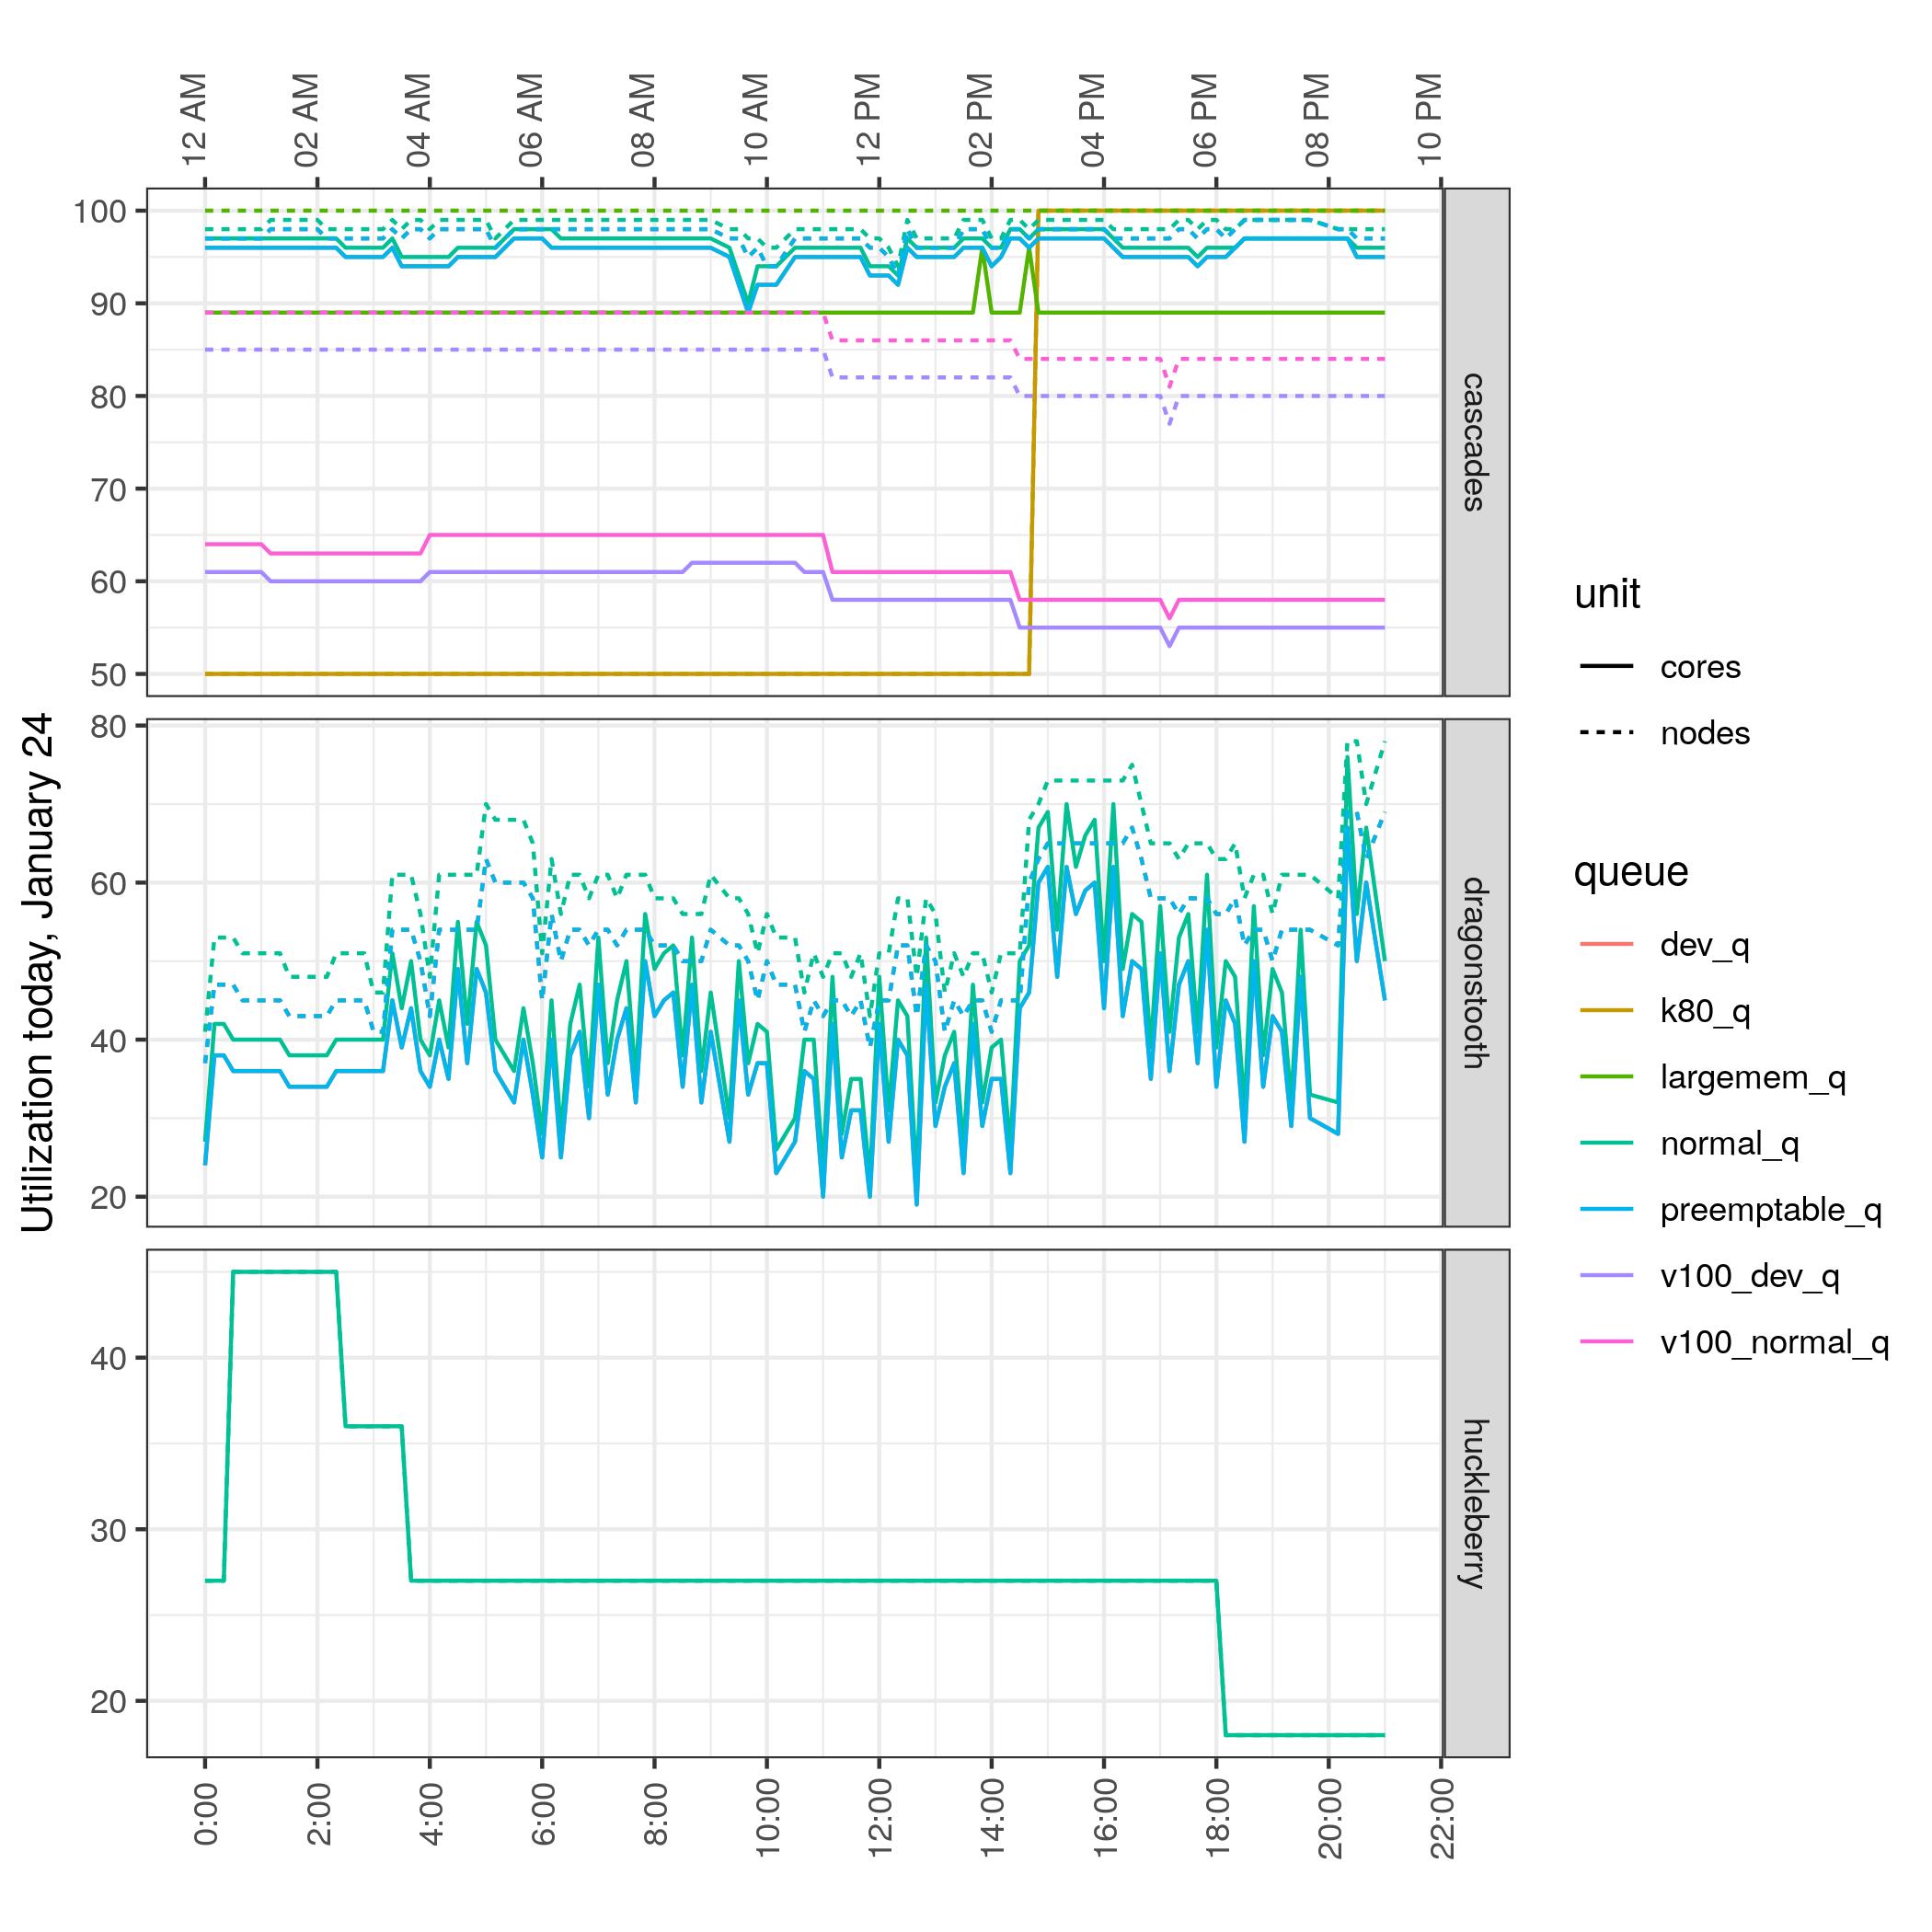 12 AM
02 AM
04 AM
06 AM
08 AM
10 AM
12 PM
02 PM
04 PM
06 PM
08 PM
10 PM
Utilization today, January 24
100
90
80
70
60
50
cascades
80
60
40
20
dragonstooth
40
30
20
huckleberry
0:00
2:00
4:00
6:00
8:00
10:00
12:00
14:00
16:00
18:00
20:00
22:00
unit
cores
nodes
queue
dev_q
k80_q
largemem_q
normal_q
preemptable_q
v100_dev_q
v100_normal_q